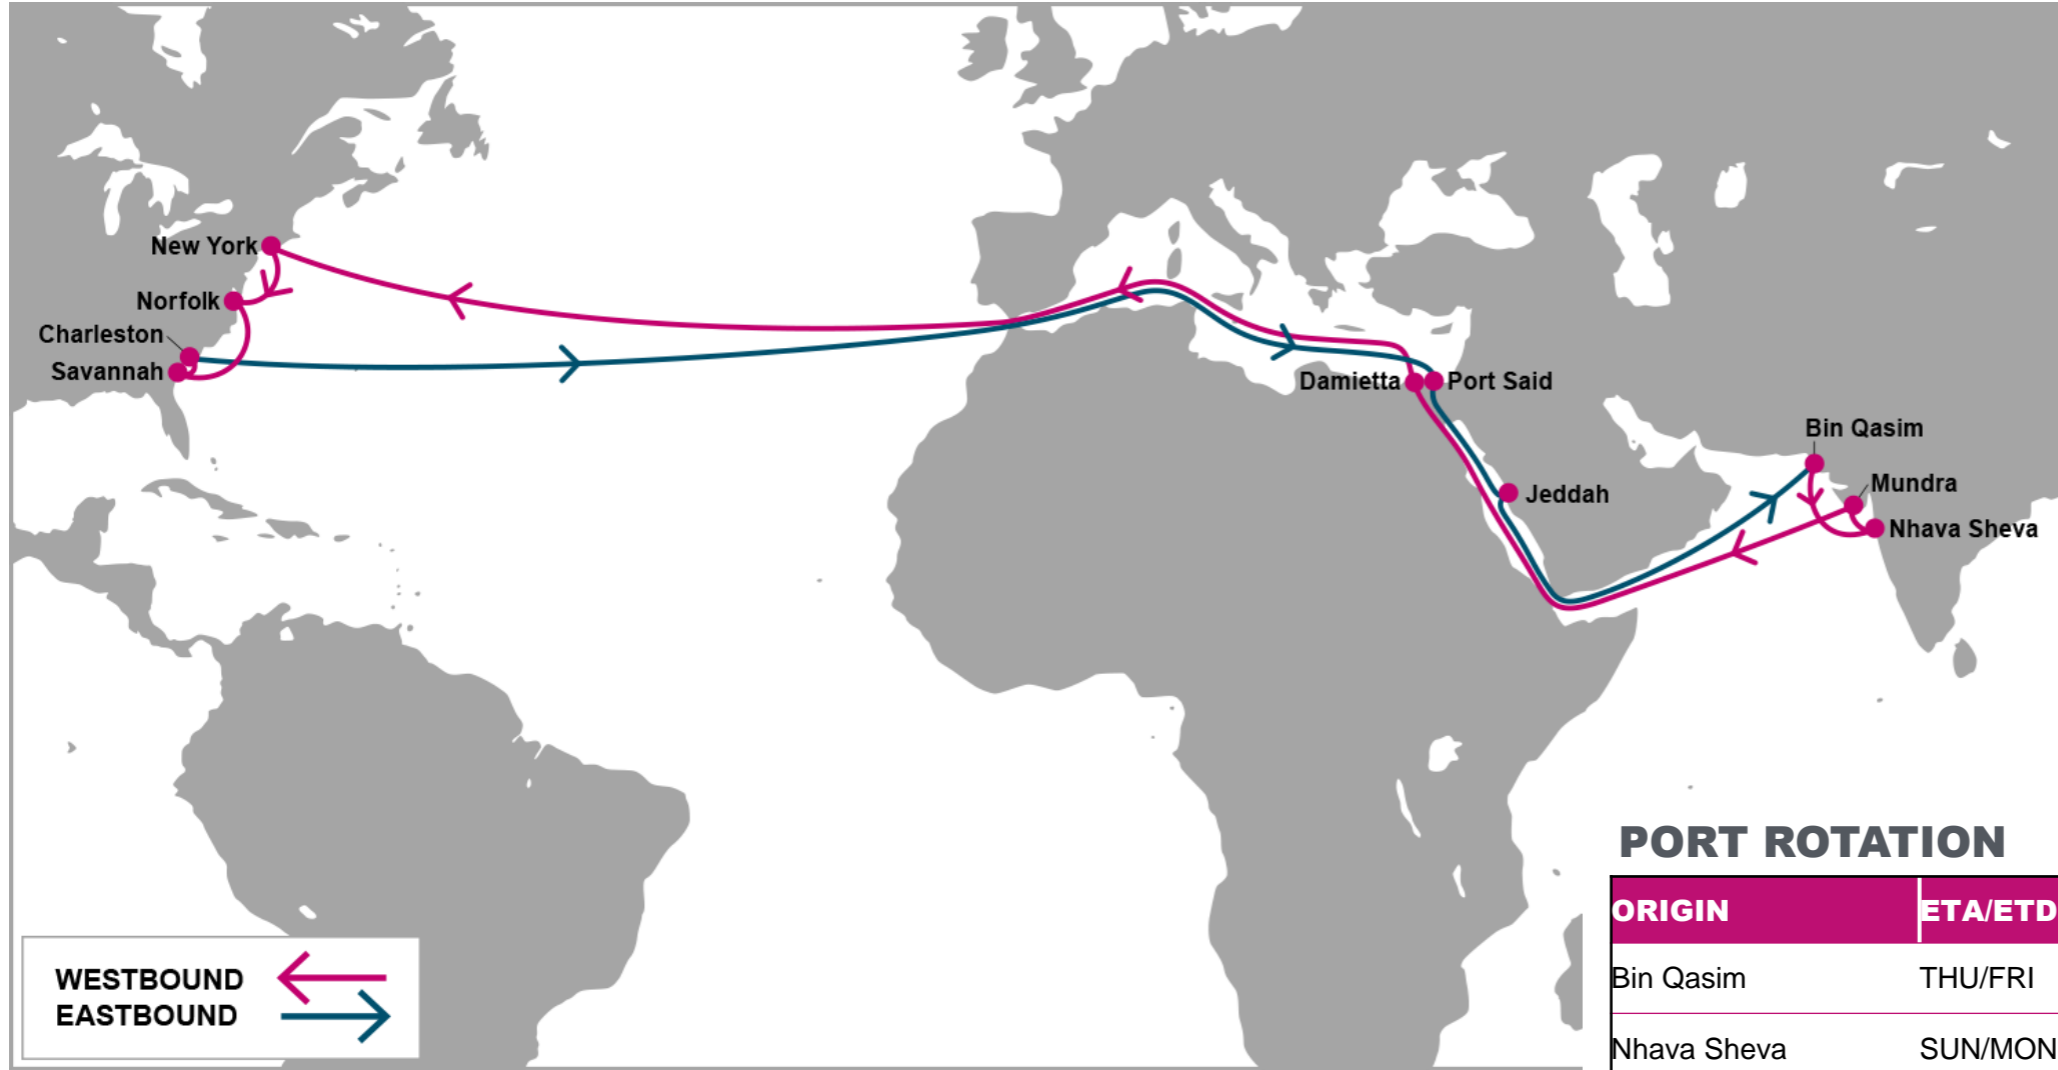 New York
Norfolk
Charleston
Savannah
Damietta
Port Said
Jeddah
Bin Qasim
Mundra
Nhava Sheva
WESTBOUND
EASTBOUND
PORT ROTATION
ORIGIN ETA/ETD
Bin Qasim THU/FRI
Nhava Sheva SUN/MON